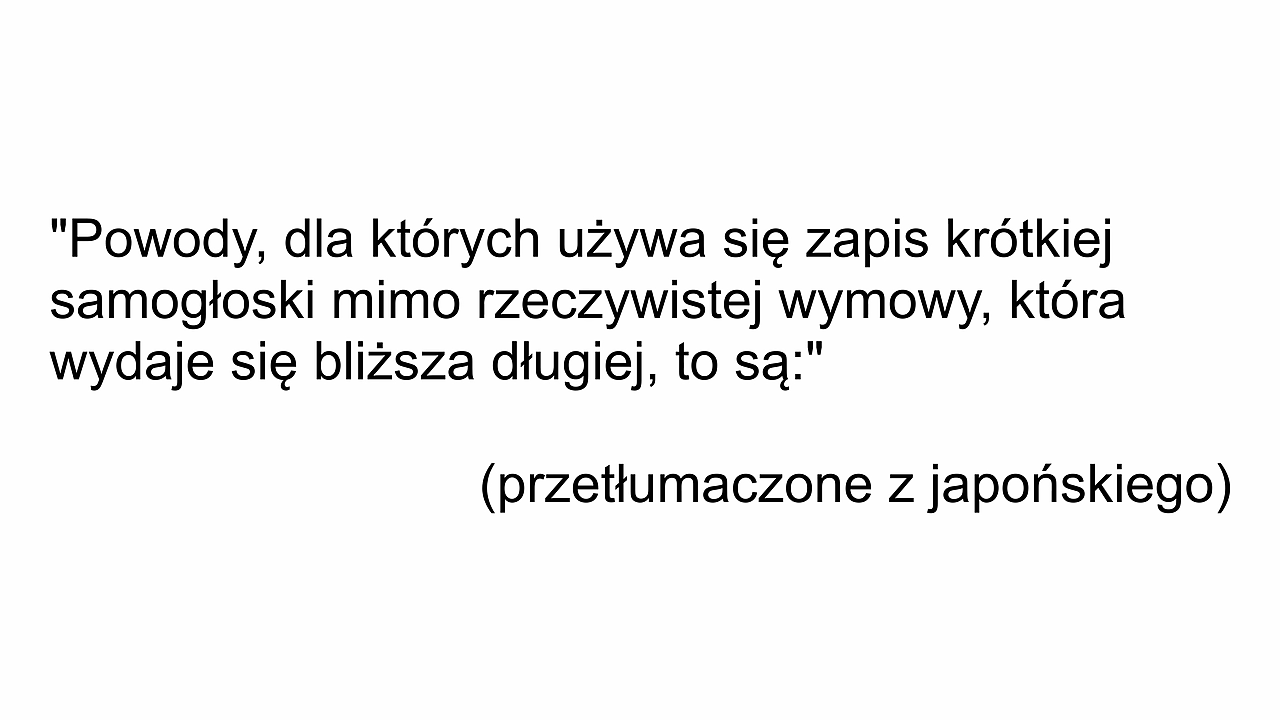 "Powody, dla których używa się zapis krótkiej
samogłoski mimo rzeczywistej wymowy, która
wydaje się bliższa długiej, to są:"
(przetłumaczone z japońskiego)